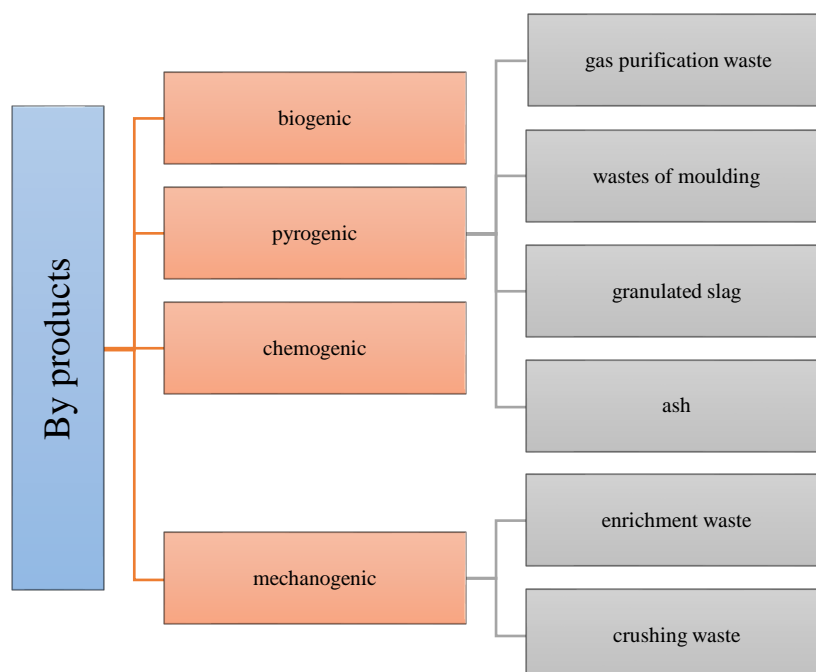 By products
biogenic
pyrogenic
chemogenic
mechanogenic
gas purification waste
wastes of moulding
granulated slag
ash
enrichment waste
crushing waste